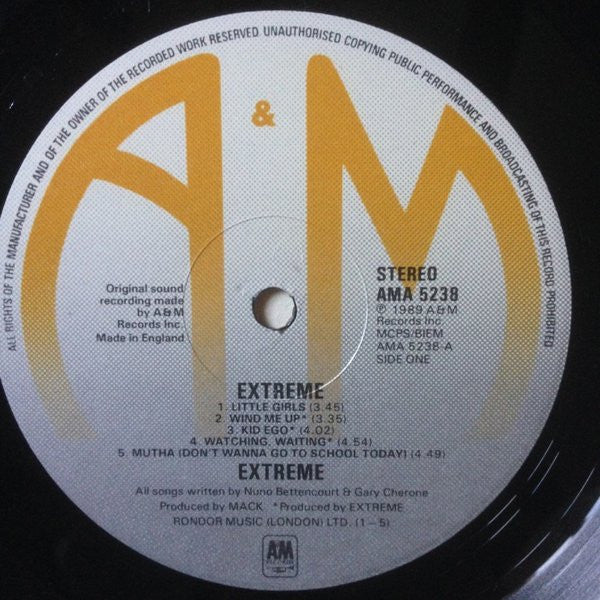 ALL RIGHTS OF THE MANUFACTURER AND OF THE OWNER OF THE RECORDED WORK RESERVED. UNAUTHORISED COPYING PUBLIC PERFORMANCE AND BROADCASTING OF THIS RECORD PROHIBITED
A&M
Original sound
recording made
by A&M
Records Inc.
Made in England
STEREO
AMA 5238
℗ 1989 A&M
Records Inc.
MCPS/BIEM
AMA 5238-A
SIDE ONE
EXTREME
1. LITTLE GIRLS (3.45)
2. WIND ME UP* (3.35)
3. KID EGO* (4.02)
4. WATCHING, WAITING* (4.54)
5. MUTHA (DON'T WANNA GO TO SCHOOL TODAY) (4.49)
EXTREME
All songs written by Nuno Bettencourt & Gary Cherone
Produced by MACK. *Produced by EXTREME
RONDOR MUSIC (LONDON) LTD. (1-5)
AM
RECORDS